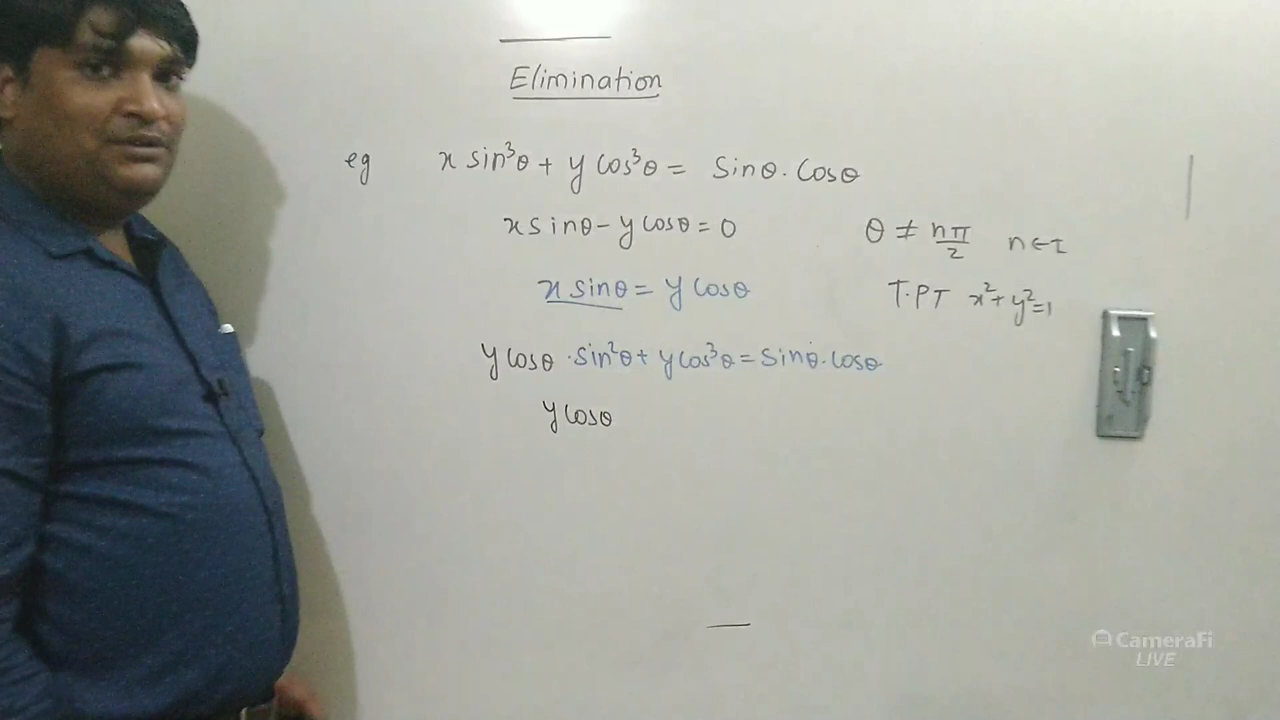 Elimination
eg x sin³θ + y cos³θ = sinθ . cosθ
x sinθ - y cosθ = 0 θ ≠ nπ/2 n ∈ I
x sinθ = y cosθ T.PT x² + y² = 1
y cosθ . sin²θ + y cos³θ = sinθ . cosθ
y cosθ
CameraFi
LIVE